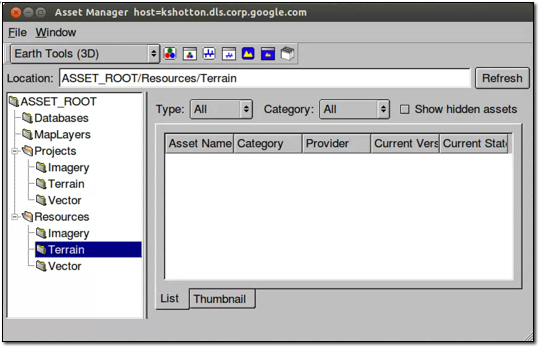 Asset Manager host=kshotton.dls.corp.google.com
File Window
Earth Tools (3D)
Location: ASSET_ROOT/Resources/Terrain Refresh
ASSET_ROOT
Databases
MapLayers
Projects
Imagery
Terrain
Vector
Resources
Imagery
Terrain
Vector
Type: All Category: All Show hidden assets
Asset Name Category Provider Current Vers Current State
List Thumbnail